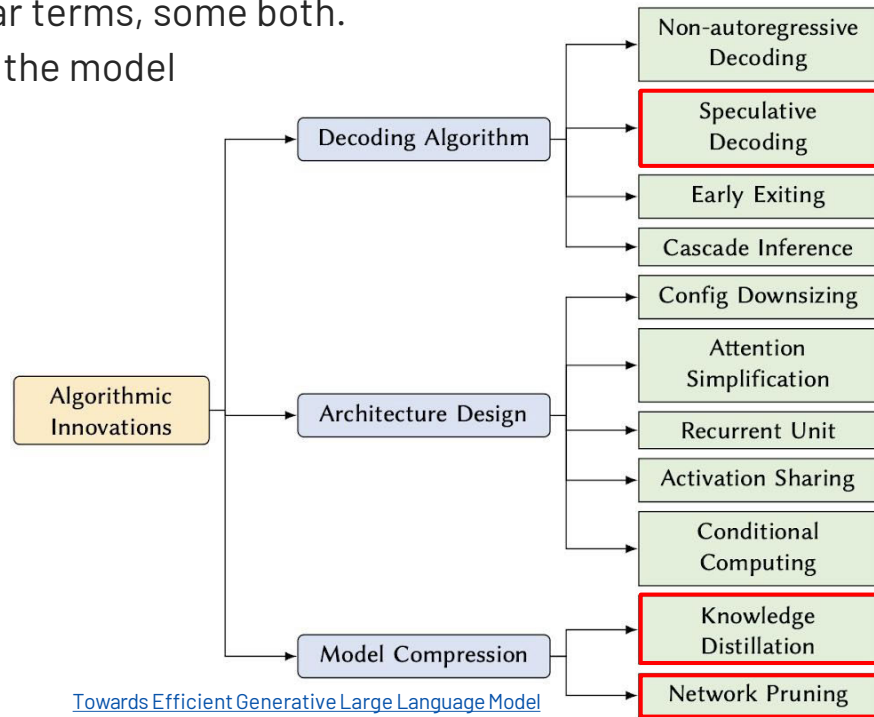 ar terms, some both.
the model
Non-autoregressive
Decoding
Speculative
Decoding
Decoding Algorithm
Early Exiting
Cascade Inference
Config Downsizing
Attention
Simplification
Algorithmic
Innovations
Architecture Design
Recurrent Unit
Activation Sharing
Conditional
Computing
Knowledge
Distillation
Model Compression
Network Pruning
Towards Efficient Generative Large Language Model